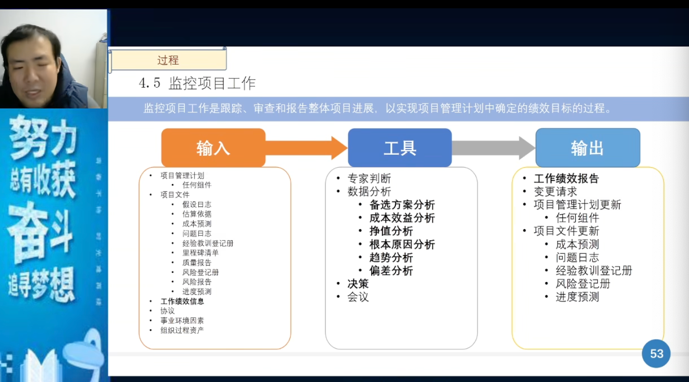 过程
4.5 监控项目工作
监控项目工作是跟踪、审查和报告整体项目进展，以实现项目管理计划中确定的绩效目标的过程。
输入
• 项目管理计划
• 任何组件
• 项目文件
• 假设日志
• 估算依据
• 成本预测
• 问题日志
• 经验教训登记册
• 里程碑清单
• 质量报告
• 风险登记册
• 风险报告
• 进度预测
• 工作绩效信息
• 协议
• 事业环境因素
• 组织过程资产
工具
• 专家判断
• 数据分析
• 备选方案分析
• 成本效益分析
• 挣值分析
• 根本原因分析
• 趋势分析
• 偏差分析
• 决策
• 会议
输出
• 工作绩效报告
• 变更请求
• 项目管理计划更新
• 任何组件
• 项目文件更新
• 成本预测
• 问题日志
• 经验教训登记册
• 风险登记册
• 进度预测
53
努力
总有收获
奋斗
追寻梦想